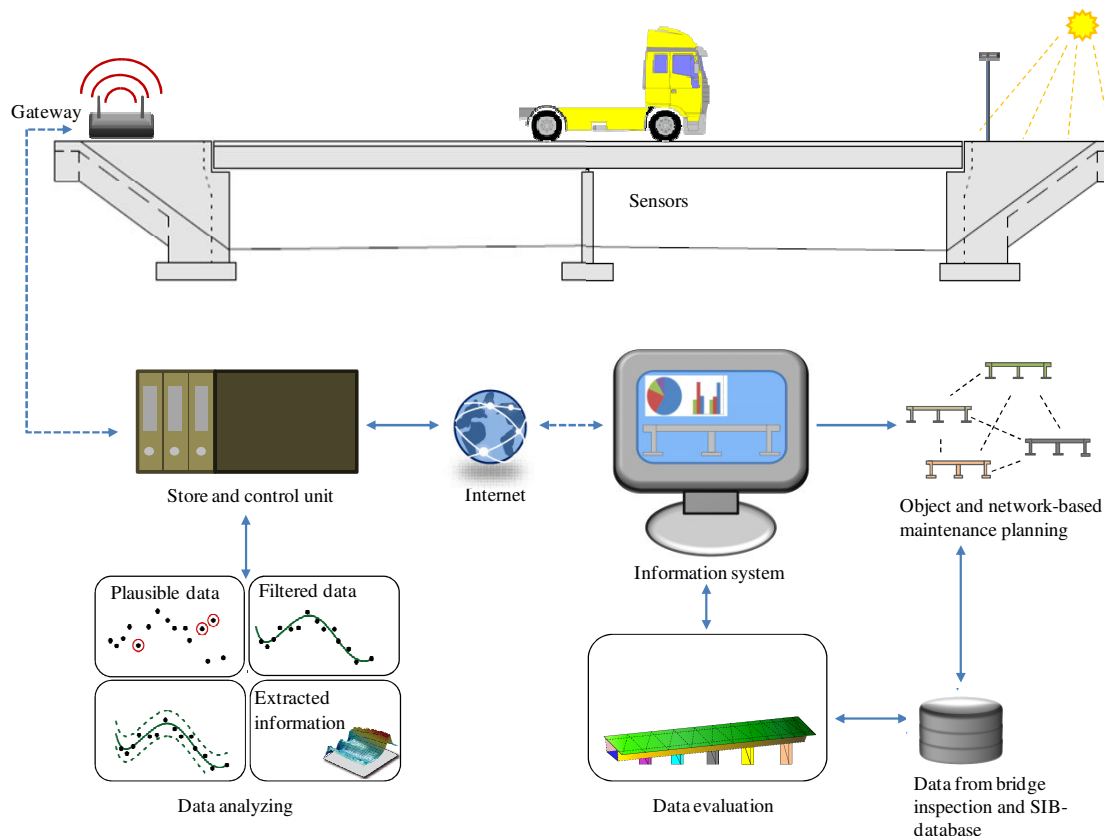 Gateway
Sensors
Store and control unit
Internet
Information system
Object and network-based
maintenance planning
Plausible data
Filtered data
Extracted
information
Data analyzing
Data evaluation
Data from bridge
inspection and SIB-
database